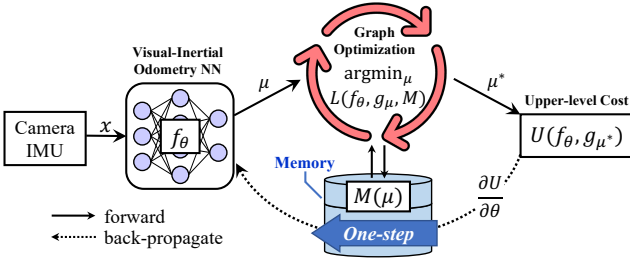 Camera
IMU
x
Visual-Inertial
Odometry NN
f_θ
μ
Graph
Optimization
argmin_μ
L(f_θ, g_μ, M)
μ*
Upper-level Cost
U(f_θ, g_μ*)
Memory
M(μ)
One-step
∂U
∂θ
forward
back-propagate